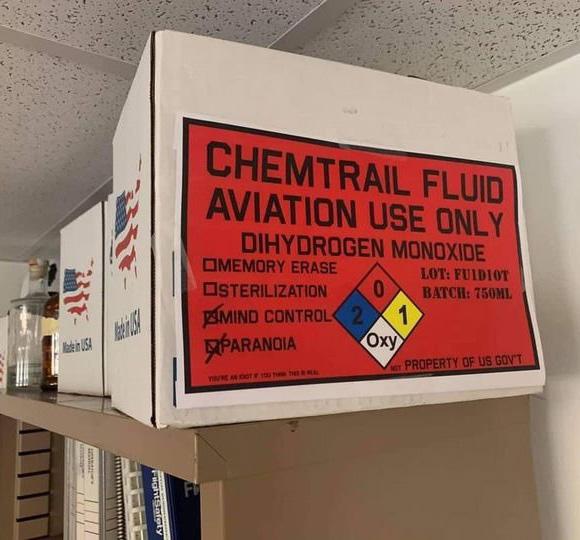 CHEMTRAIL FLUID
AVIATION USE ONLY
DIHYDROGEN MONOXIDE
MEMORY ERASE
STERILIZATION
MIND CONTROL
PARANOIA
LOT: FU1D10T
BATCH: 750ML
0
2
1
Oxy
NOT PROPERTY OF US GOV'T
YOU'RE AN IDIOT IF YOU THINK THIS IS REAL
Made in USA
Made in USA
FlightSafety